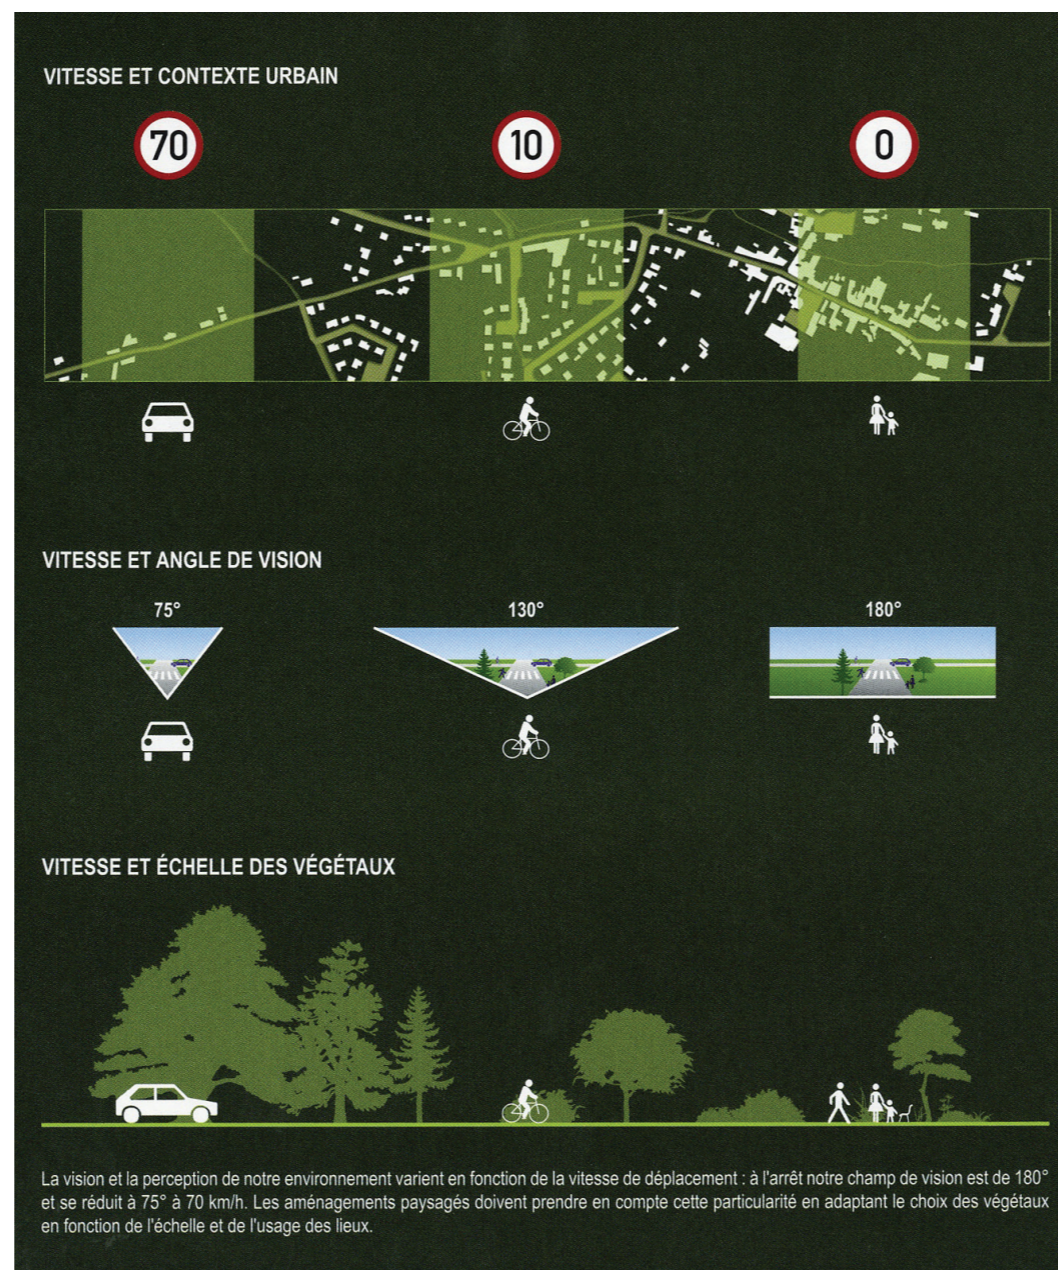 VITESSE ET CONTEXTE URBAIN
70 10 0
VITESSE ET ANGLE DE VISION
75° 130° 180°
VITESSE ET ÉCHELLE DES VÉGÉTAUX
La vision et la perception de notre environnement varient en fonction de la vitesse de déplacement : à l'arrêt notre champ de vision est de 180°
et se réduit à 75° à 70 km/h. Les aménagements paysagés doivent prendre en compte cette particularité en adaptant le choix des végétaux
en fonction de l'échelle et de l'usage des lieux.